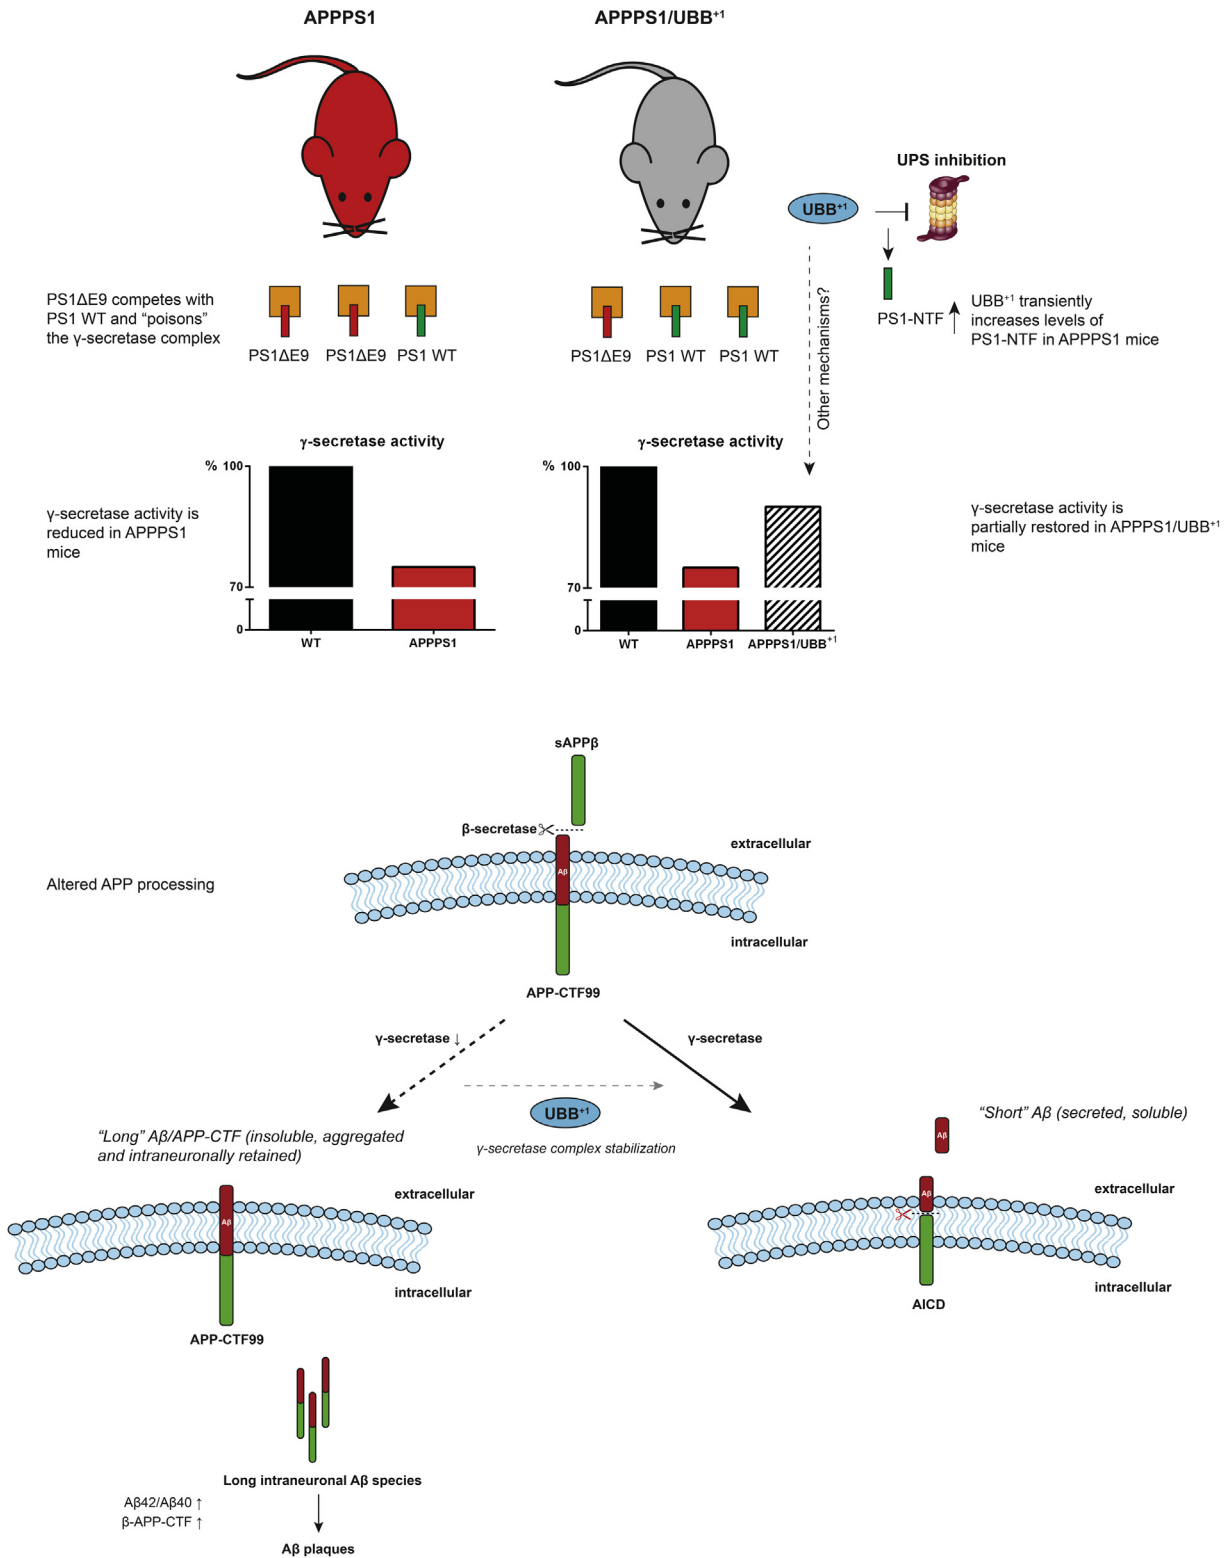 APPPS1
APPPS1/UBB⁺¹
UPS inhibition
UBB⁺¹
PS1ΔE9 competes with
PS1 WT and “poisons”
the γ-secretase complex
PS1ΔE9
PS1ΔE9
PS1 WT
PS1ΔE9
PS1 WT
PS1 WT
Other mechanisms?
PS1-NTF
UBB⁺¹ transiently
increases levels of
PS1-NTF in APPPS1 mice
γ-secretase activity is
reduced in APPPS1
mice
γ-secretase activity
% 100
70
0
WT
APPPS1
γ-secretase activity
% 100
70
0
WT
APPPS1
APPPS1/UBB⁺¹
γ-secretase activity is
partially restored in APPPS1/UBB⁺¹
mice
Altered APP processing
sAPPβ
β-secretase
extracellular
Aβ
intracellular
APP-CTF99
γ-secretase ↓
γ-secretase
UBB⁺¹
γ-secretase complex stabilization
“Long” Aβ/APP-CTF (insoluble, aggregated
and intraneuronally retained)
extracellular
Aβ
intracellular
APP-CTF99
“Short” Aβ (secreted, soluble)
Aβ
extracellular
Aβ
intracellular
AICD
Long intraneuronal Aβ species
Aβ42/Aβ40 ↑
β-APP-CTF ↑
Aβ plaques